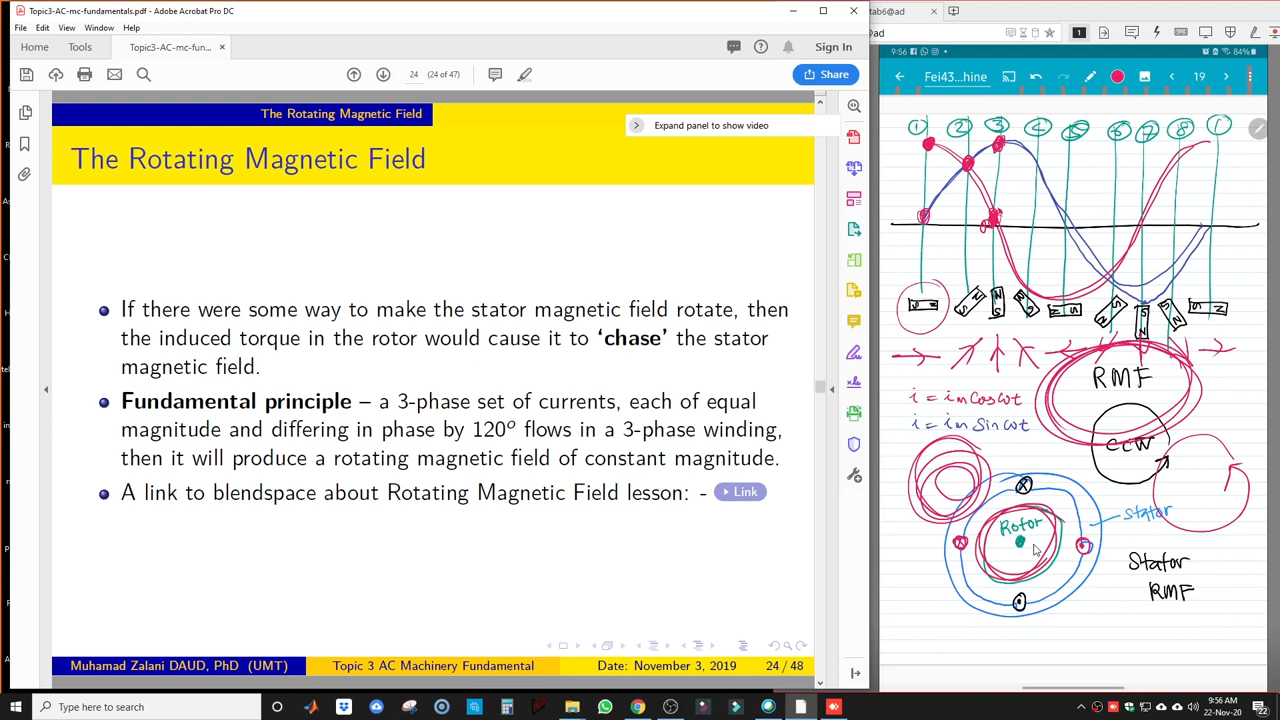 Topic3-AC-mc-fundamentals.pdf - Adobe Acrobat Pro DC
File Edit View Window Help
Home Tools Topic3-AC-mc-fun... × Sign In
24 (24 of 47) Share
The Rotating Magnetic Field
Expand panel to show video
The Rotating Magnetic Field
If there were some way to make the stator magnetic field rotate, then
the induced torque in the rotor would cause it to ‘chase’ the stator
magnetic field.
Fundamental principle – a 3-phase set of currents, each of equal
magnitude and differing in phase by 120o flows in a 3-phase winding,
then it will produce a rotating magnetic field of constant magnitude.
A link to blendspace about Rotating Magnetic Field lesson: - Link
Muhamad Zalani DAUD, PhD (UMT) Topic 3 AC Machinery Fundamental Date: November 3, 2019 24 / 48
tab6@ad
@ad 1
9:56 84%
Fei43...hine 19
1 2 3 4 5 6 7 8 1
RMF
i = im Cos ωt
i = im Sin ωt
CCW
Rotor
Stator
Stator
RMF
Type here to search
9:56 AM
22-Nov-20
22